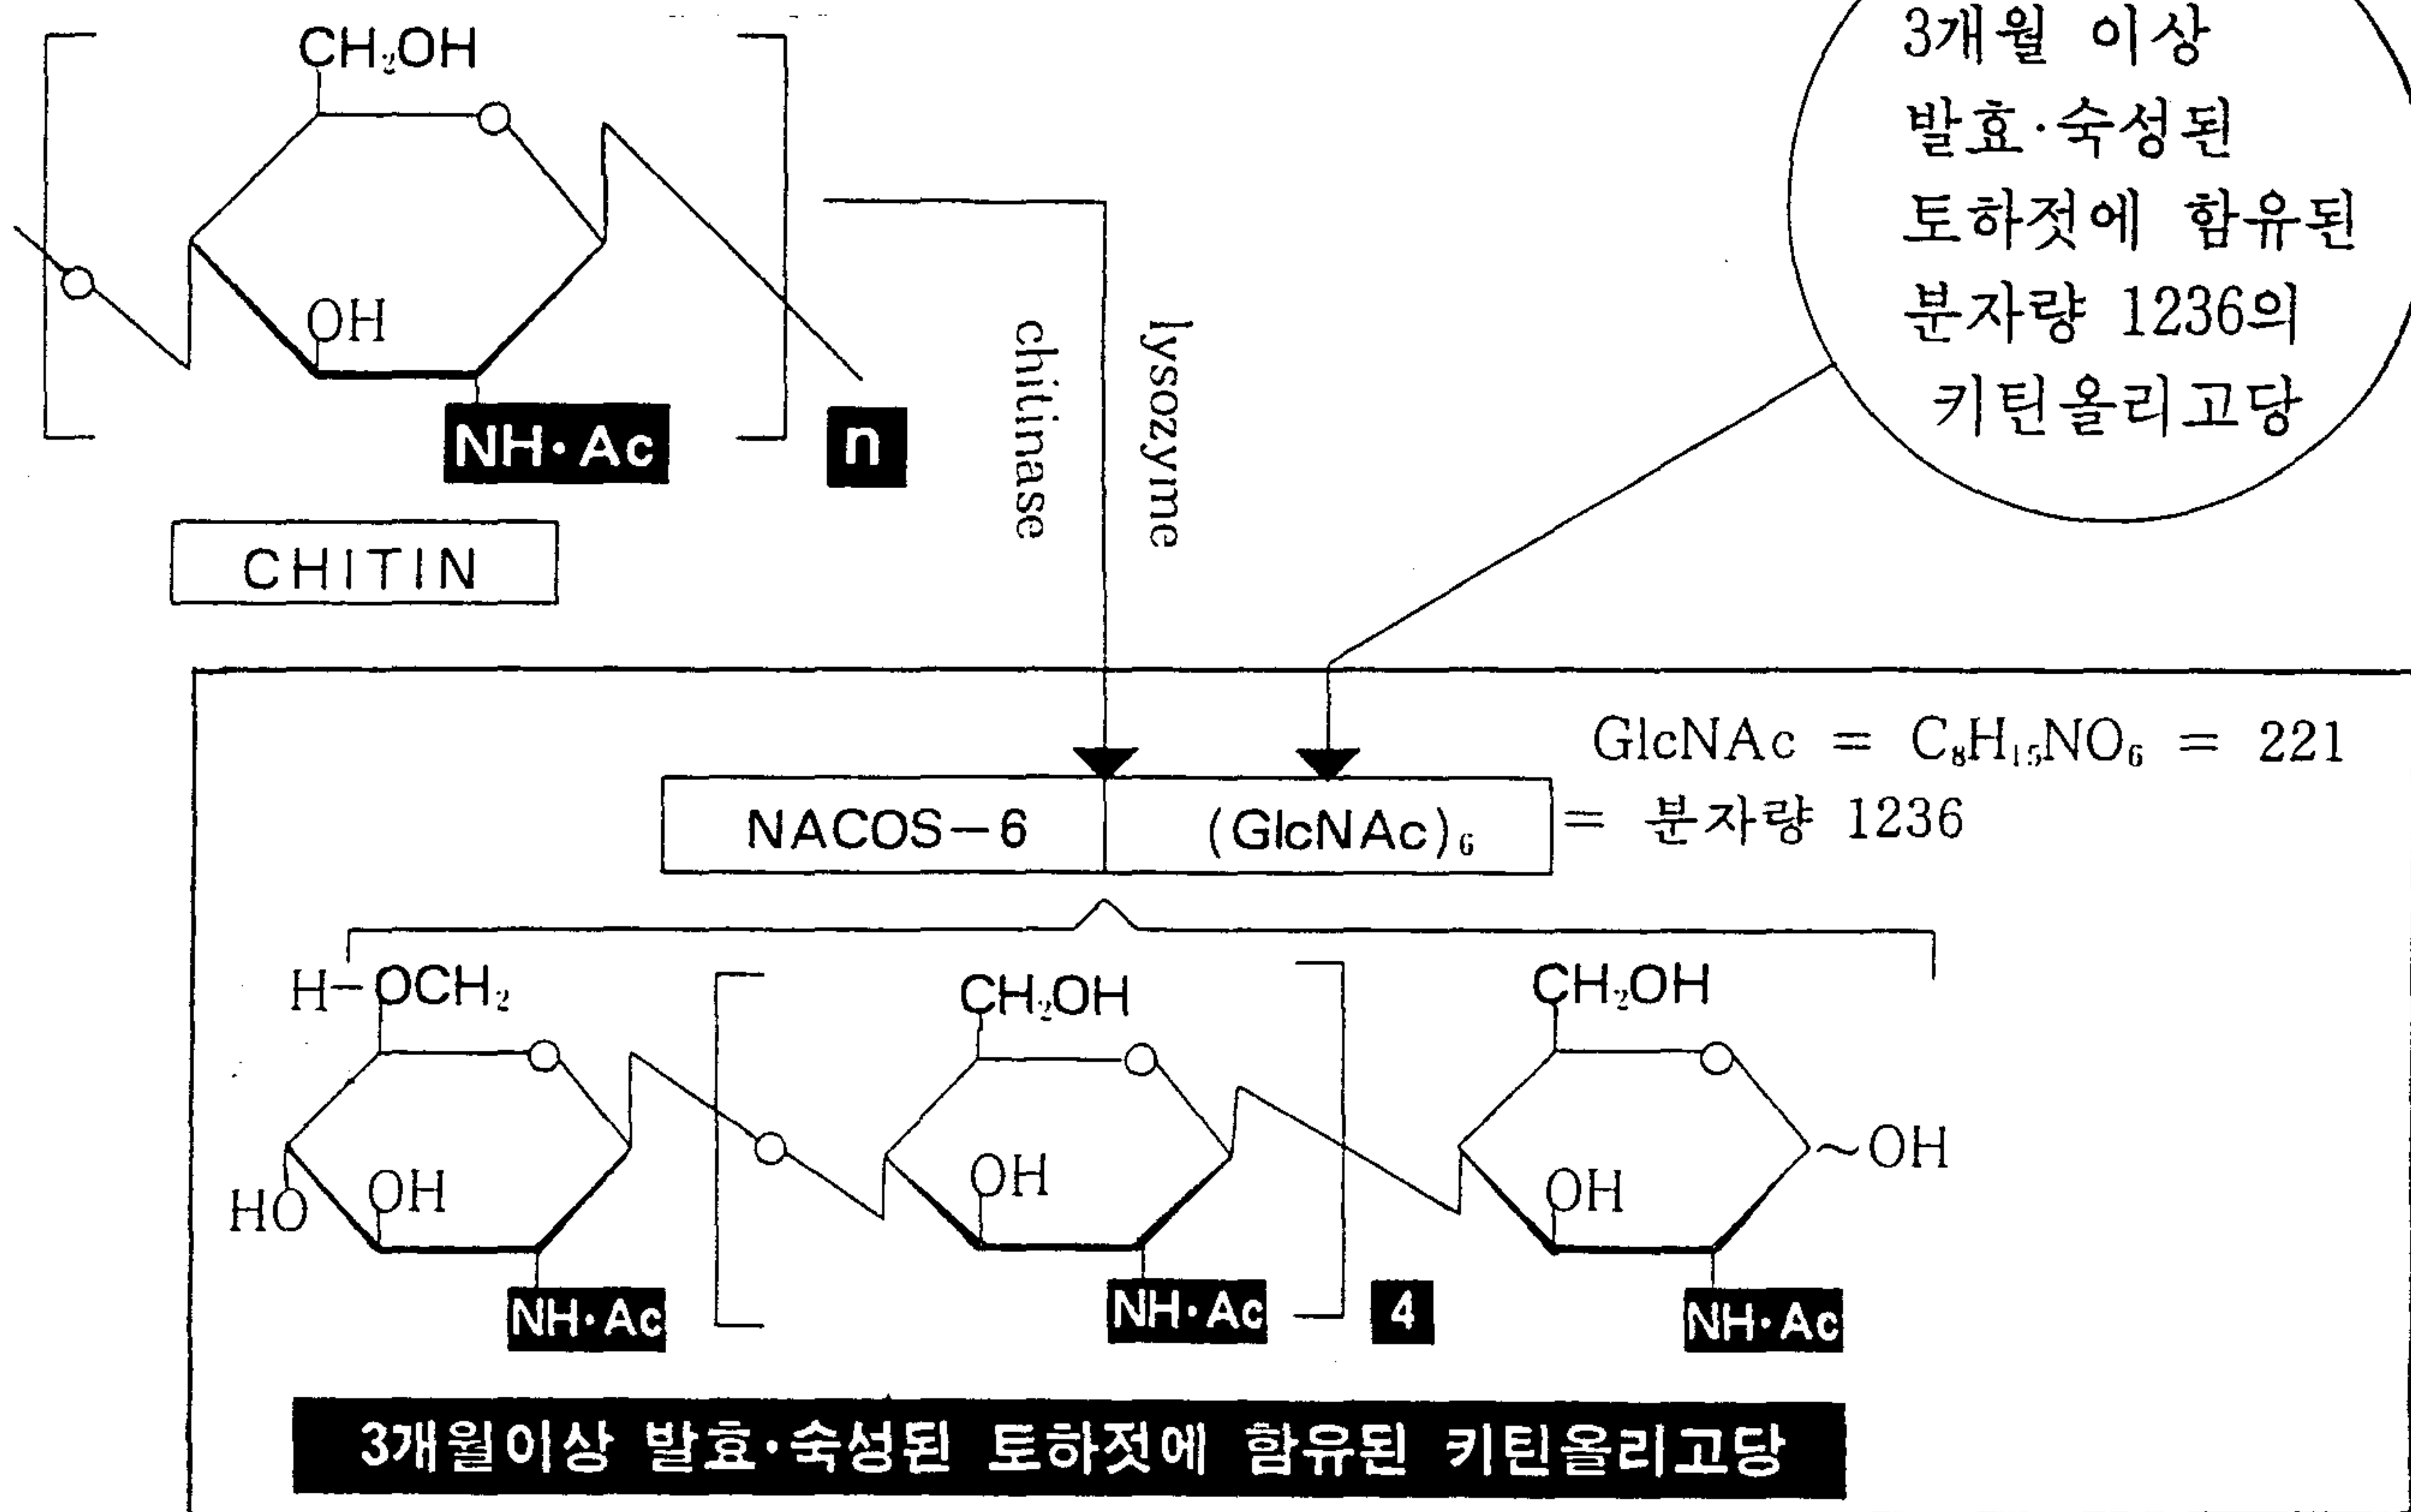 CH₂OH
O
O
OH
NH·Ac
n
CHITIN
chitinase
lysozyme
3개월 이상
발효·숙성된
토하젓에 함유된
분자량 1236의
키틴올리고당
GlcNAc = C₈H₁₅NO₆ = 221
NACOS-6 (GlcNAc)₆ = 분자량 1236
H-OCH₂ CH₂OH CH₂OH
O O O
O
~OH
HO OH OH OH
NH·Ac NH·Ac 4 NH·Ac
3개월이상 발효·숙성된 토하젓에 함유된 키틴올리고당